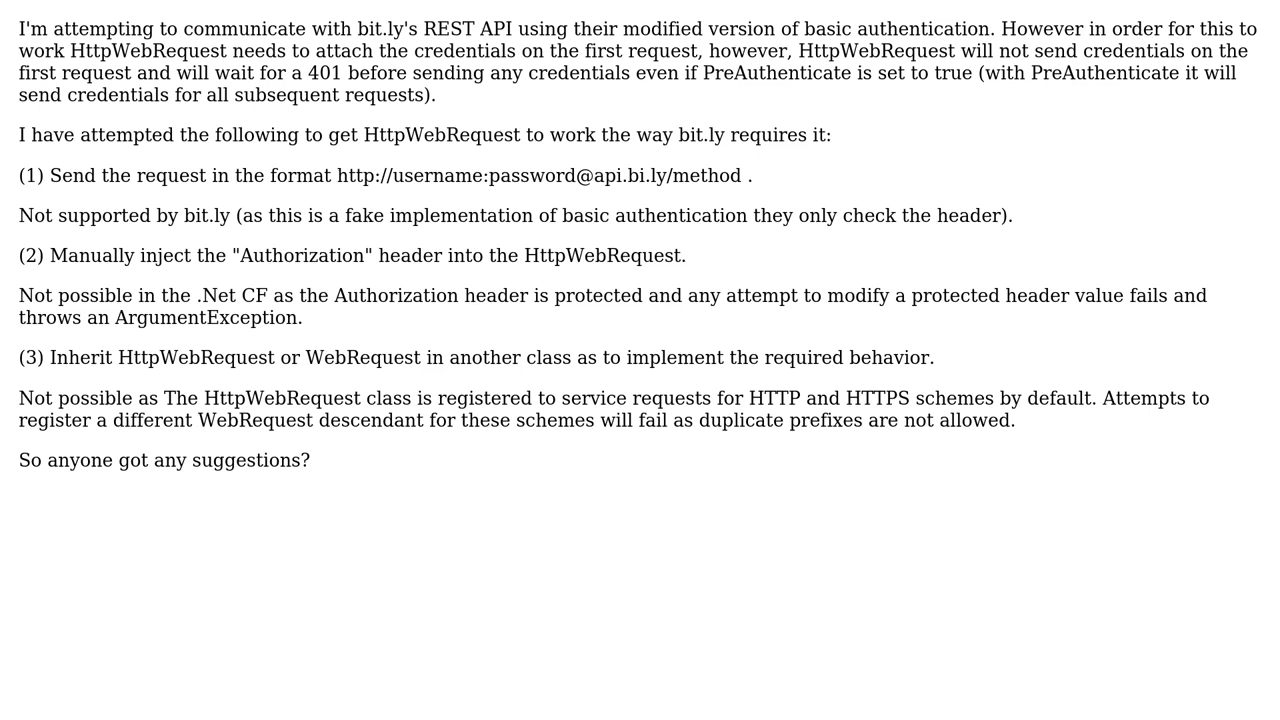 I'm attempting to communicate with bit.ly's REST API using their modified version of basic authentication. However in order for this to
work HttpWebRequest needs to attach the credentials on the first request, however, HttpWebRequest will not send credentials on the
first request and will wait for a 401 before sending any credentials even if PreAuthenticate is set to true (with PreAuthenticate it will
send credentials for all subsequent requests).
I have attempted the following to get HttpWebRequest to work the way bit.ly requires it:
(1) Send the request in the format http://username:password@api.bi.ly/method .
Not supported by bit.ly (as this is a fake implementation of basic authentication they only check the header).
(2) Manually inject the "Authorization" header into the HttpWebRequest.
Not possible in the .Net CF as the Authorization header is protected and any attempt to modify a protected header value fails and
throws an ArgumentException.
(3) Inherit HttpWebRequest or WebRequest in another class as to implement the required behavior.
Not possible as The HttpWebRequest class is registered to service requests for HTTP and HTTPS schemes by default. Attempts to
register a different WebRequest descendant for these schemes will fail as duplicate prefixes are not allowed.
So anyone got any suggestions?